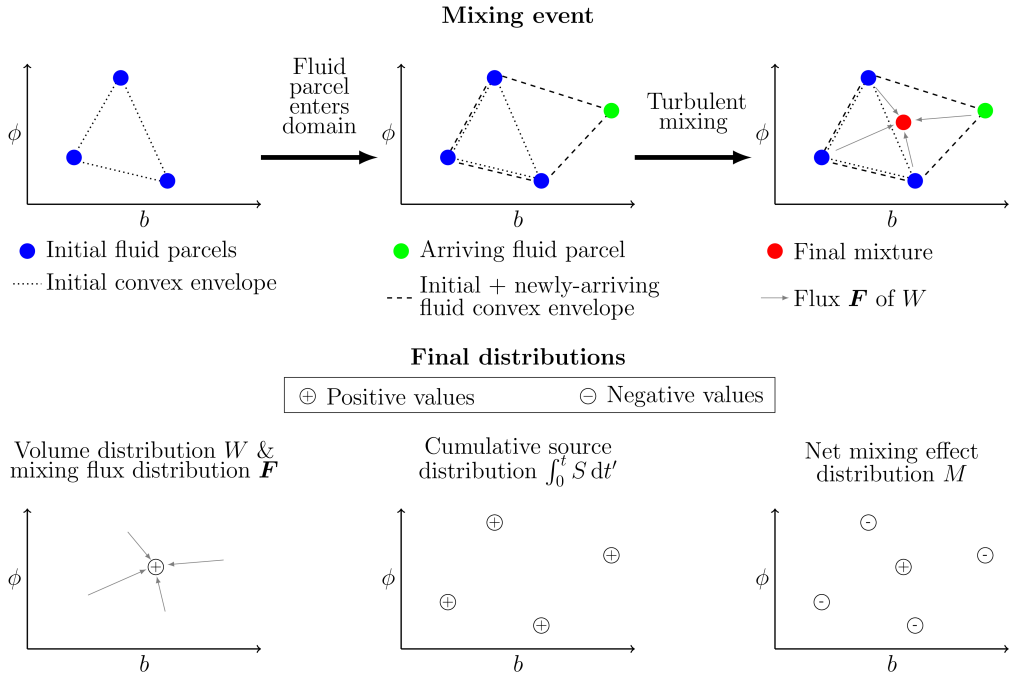 Mixing event
Fluid
parcel
enters
domain
Turbulent
mixing
ϕ
b
ϕ
b
ϕ
b
Initial fluid parcels
Initial convex envelope
Arriving fluid parcel
Initial + newly-arriving
fluid convex envelope
Final mixture
Flux F of W
Final distributions
+ Positive values
- Negative values
Volume distribution W &
mixing flux distribution F
Cumulative source
distribution ∫₀ᵗ S dt′
Net mixing effect
distribution M
ϕ
+
b
ϕ
+
+
+
+
b
ϕ
-
-
+
-
-
b